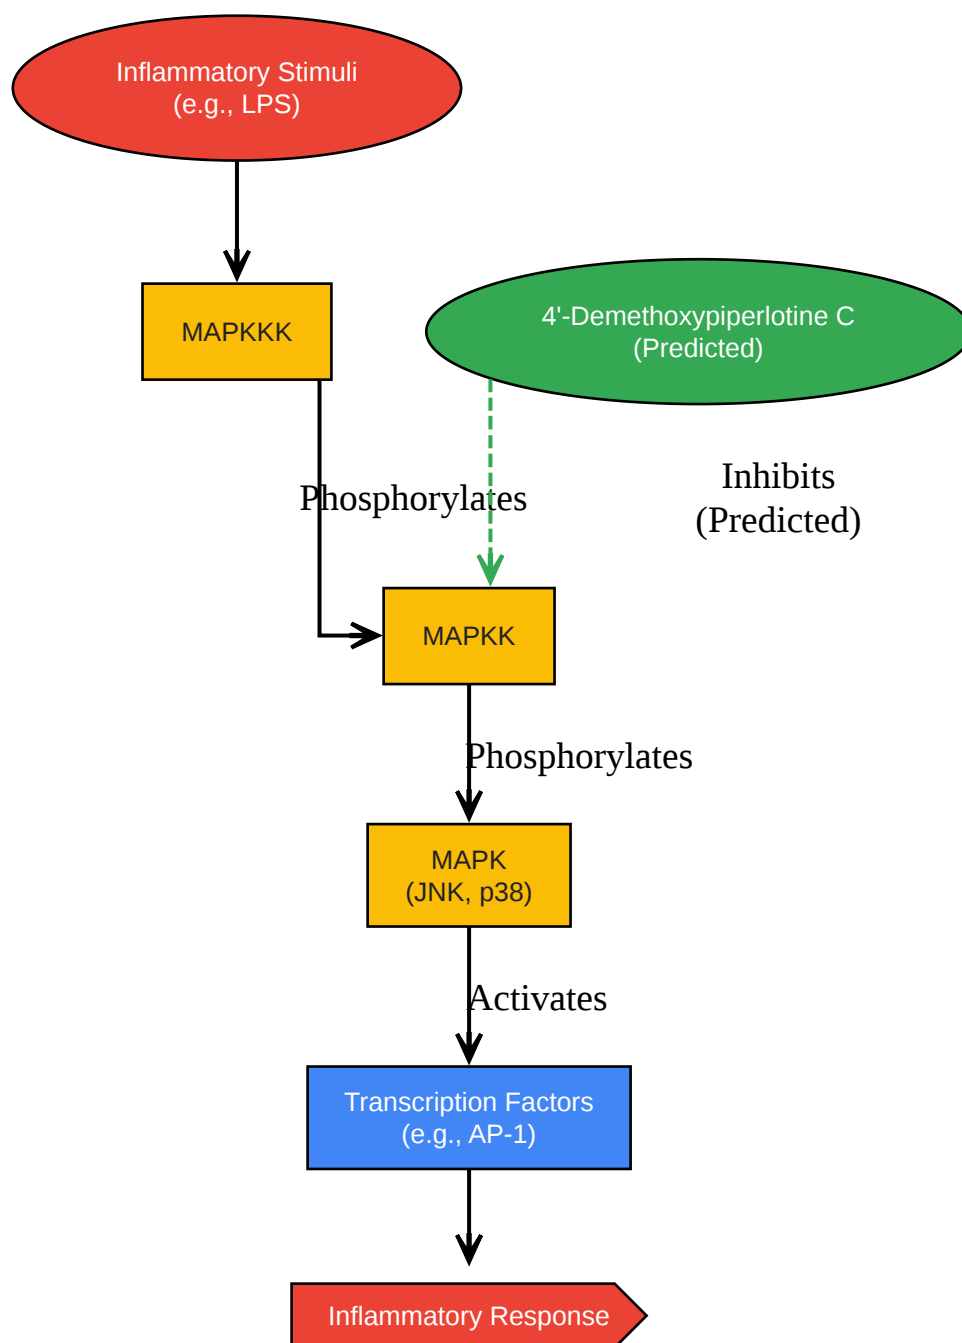 Inflammatory Stimuli
(e.g., LPS)
MAPKKK
4'-Demethoxypiperlotine C
(Predicted)
Phosphorylates
Inhibits
(Predicted)
MAPKK
Phosphorylates
MAPK
(JNK, p38)
Activates
Transcription Factors
(e.g., AP-1)
Inflammatory Response